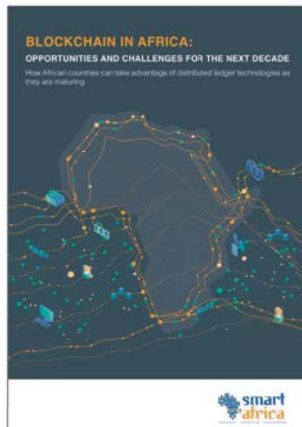 BLOCKCHAIN IN AFRICA:
OPPORTUNITIES AND CHALLENGES FOR THE NEXT DECADE
How African countries can take advantage of distributed ledger technologies as
they are maturing
smart
africa